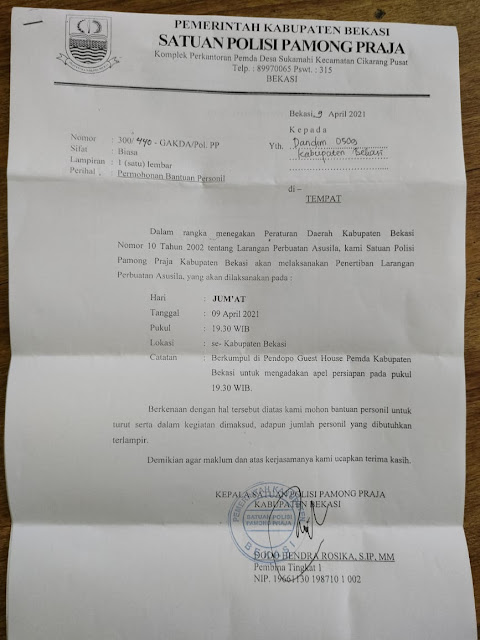 PEMERINTAH KABUPATEN BEKASI
SATUAN POLISI PAMONG PRAJA
Komplek Perkantoran Pemda Desa Sukamahi Kecamatan Cikarang Pusat
Telp. : 89970065 Pswt. : 315
BEKASI
Bekasi, 9 April 2021
Kepada
Nomor : 300/440 - GAKDA/Pol. PP
Yth. Dandim 0509
Sifat : Biasa
Kabupaten Bekasi
Lampiran : 1 (satu) lembar
Perihal : Permohonan Bantuan Personil
di –
TEMPAT
Dalam rangka menegakan Peraturan Daerah Kabupaten Bekasi
Nomor 10 Tahun 2002 tentang Larangan Perbuatan Asusila, kami Satuan Polisi
Pamong Praja Kabupaten Bekasi akan melaksanakan Penertiban Larangan
Perbuatan Asusila, yang akan dilaksanakan pada :
Hari : JUM'AT
Tanggal : 09 April 2021
Pukul : 19.30 WIB
Lokasi : se- Kabupaten Bekasi
Catatan : Berkumpul di Pendopo Guest House Pemda Kabupaten
Bekasi untuk mengadakan apel persiapan pada pukul
19.30 WIB.
Berkenaan dengan hal tersebut diatas kami mohon bantuan personil untuk
turut serta dalam kegiatan dimaksud, adapun jumlah personil yang dibutuhkan
terlampir.
Demikian agar maklum dan atas kerjasamanya kami ucapkan terima kasih.
KEPALA SATUAN POLISI PAMONG PRAJA
KABUPATEN BEKASI
SATUAN POLISI
PAMONG PRAJA
BEKASI
DODO HENDRA ROSIKA, S.IP, MM
Pembina Tingkat 1
NIP. 19661130 198710 1 002